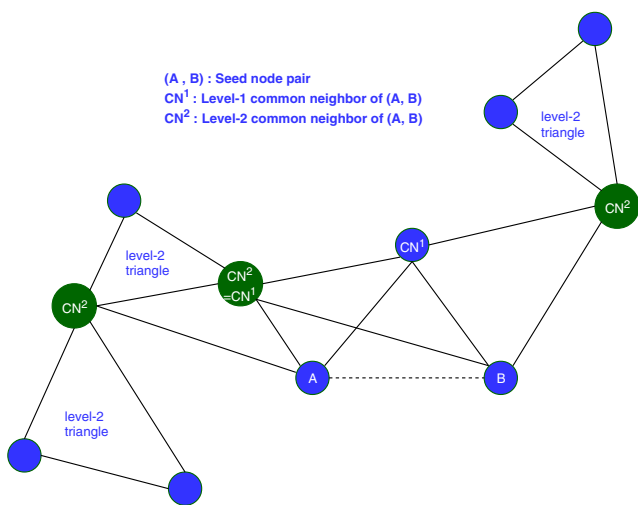 (A , B) : Seed node pair
CN¹ : Level-1 common neighbor of (A, B)
CN² : Level-2 common neighbor of (A, B)
level-2
triangle
CN²
CN¹
level-2
triangle
CN²
=CN¹
CN²
A
B
level-2
triangle